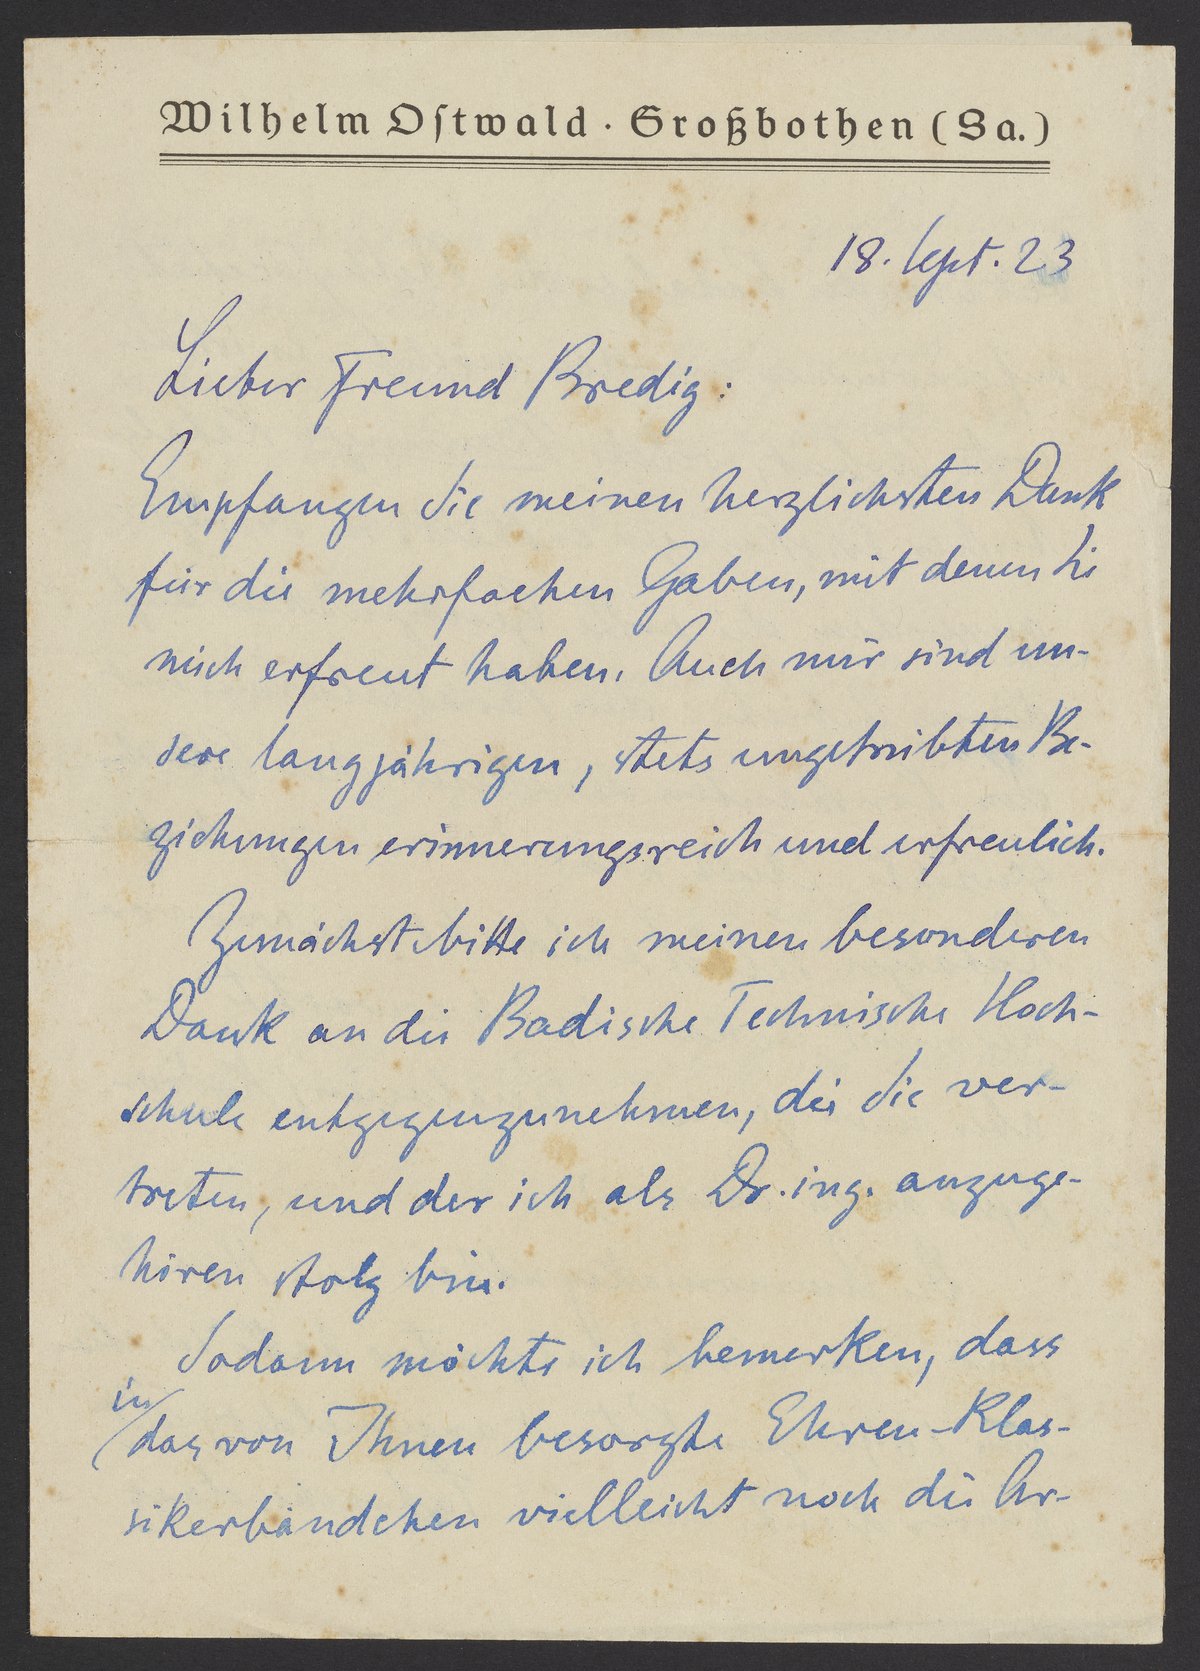 Wilhelm Ostwald · Großbothen (Sa.)
18. Sept. 23
Lieber Freund Bredig:
Empfangen Sie meinen herzlichsten Dank
für die mehrfachen Gaben, mit denen Sie
mich erfreut haben. Auch mir sind un-
sere langjährigen, stets ungetrübten Be-
ziehungen erinnerungsreich und erfreulich.
Zunächst bitte ich meinen besonderen
Dank an die Badische Technische Hoch-
schule entgegenzunehmen, die Sie ver-
treten, und der ich als Dr. ing. anzuge-
hören stolz bin.
Sodann möchte ich bemerken, dass
in
das von Ihnen besorgte Ehren-Klas-
sikerbändchen vielleicht noch die Ar-